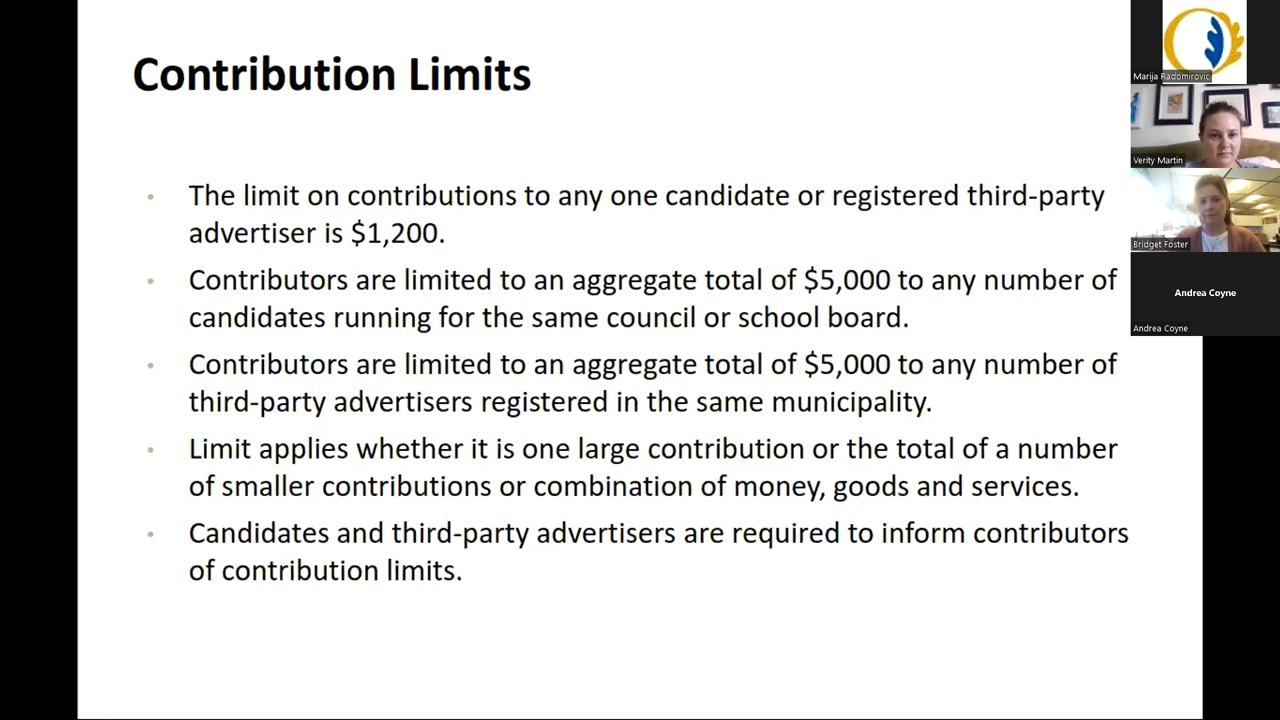 Contribution Limits
The limit on contributions to any one candidate or registered third-party
advertiser is $1,200.
Contributors are limited to an aggregate total of $5,000 to any number of
candidates running for the same council or school board.
Contributors are limited to an aggregate total of $5,000 to any number of
third-party advertisers registered in the same municipality.
Limit applies whether it is one large contribution or the total of a number
of smaller contributions or combination of money, goods and services.
Candidates and third-party advertisers are required to inform contributors
of contribution limits.
Marija Radomirovic
Verity Martin
Bridget Foster
Andrea Coyne
Andrea Coyne